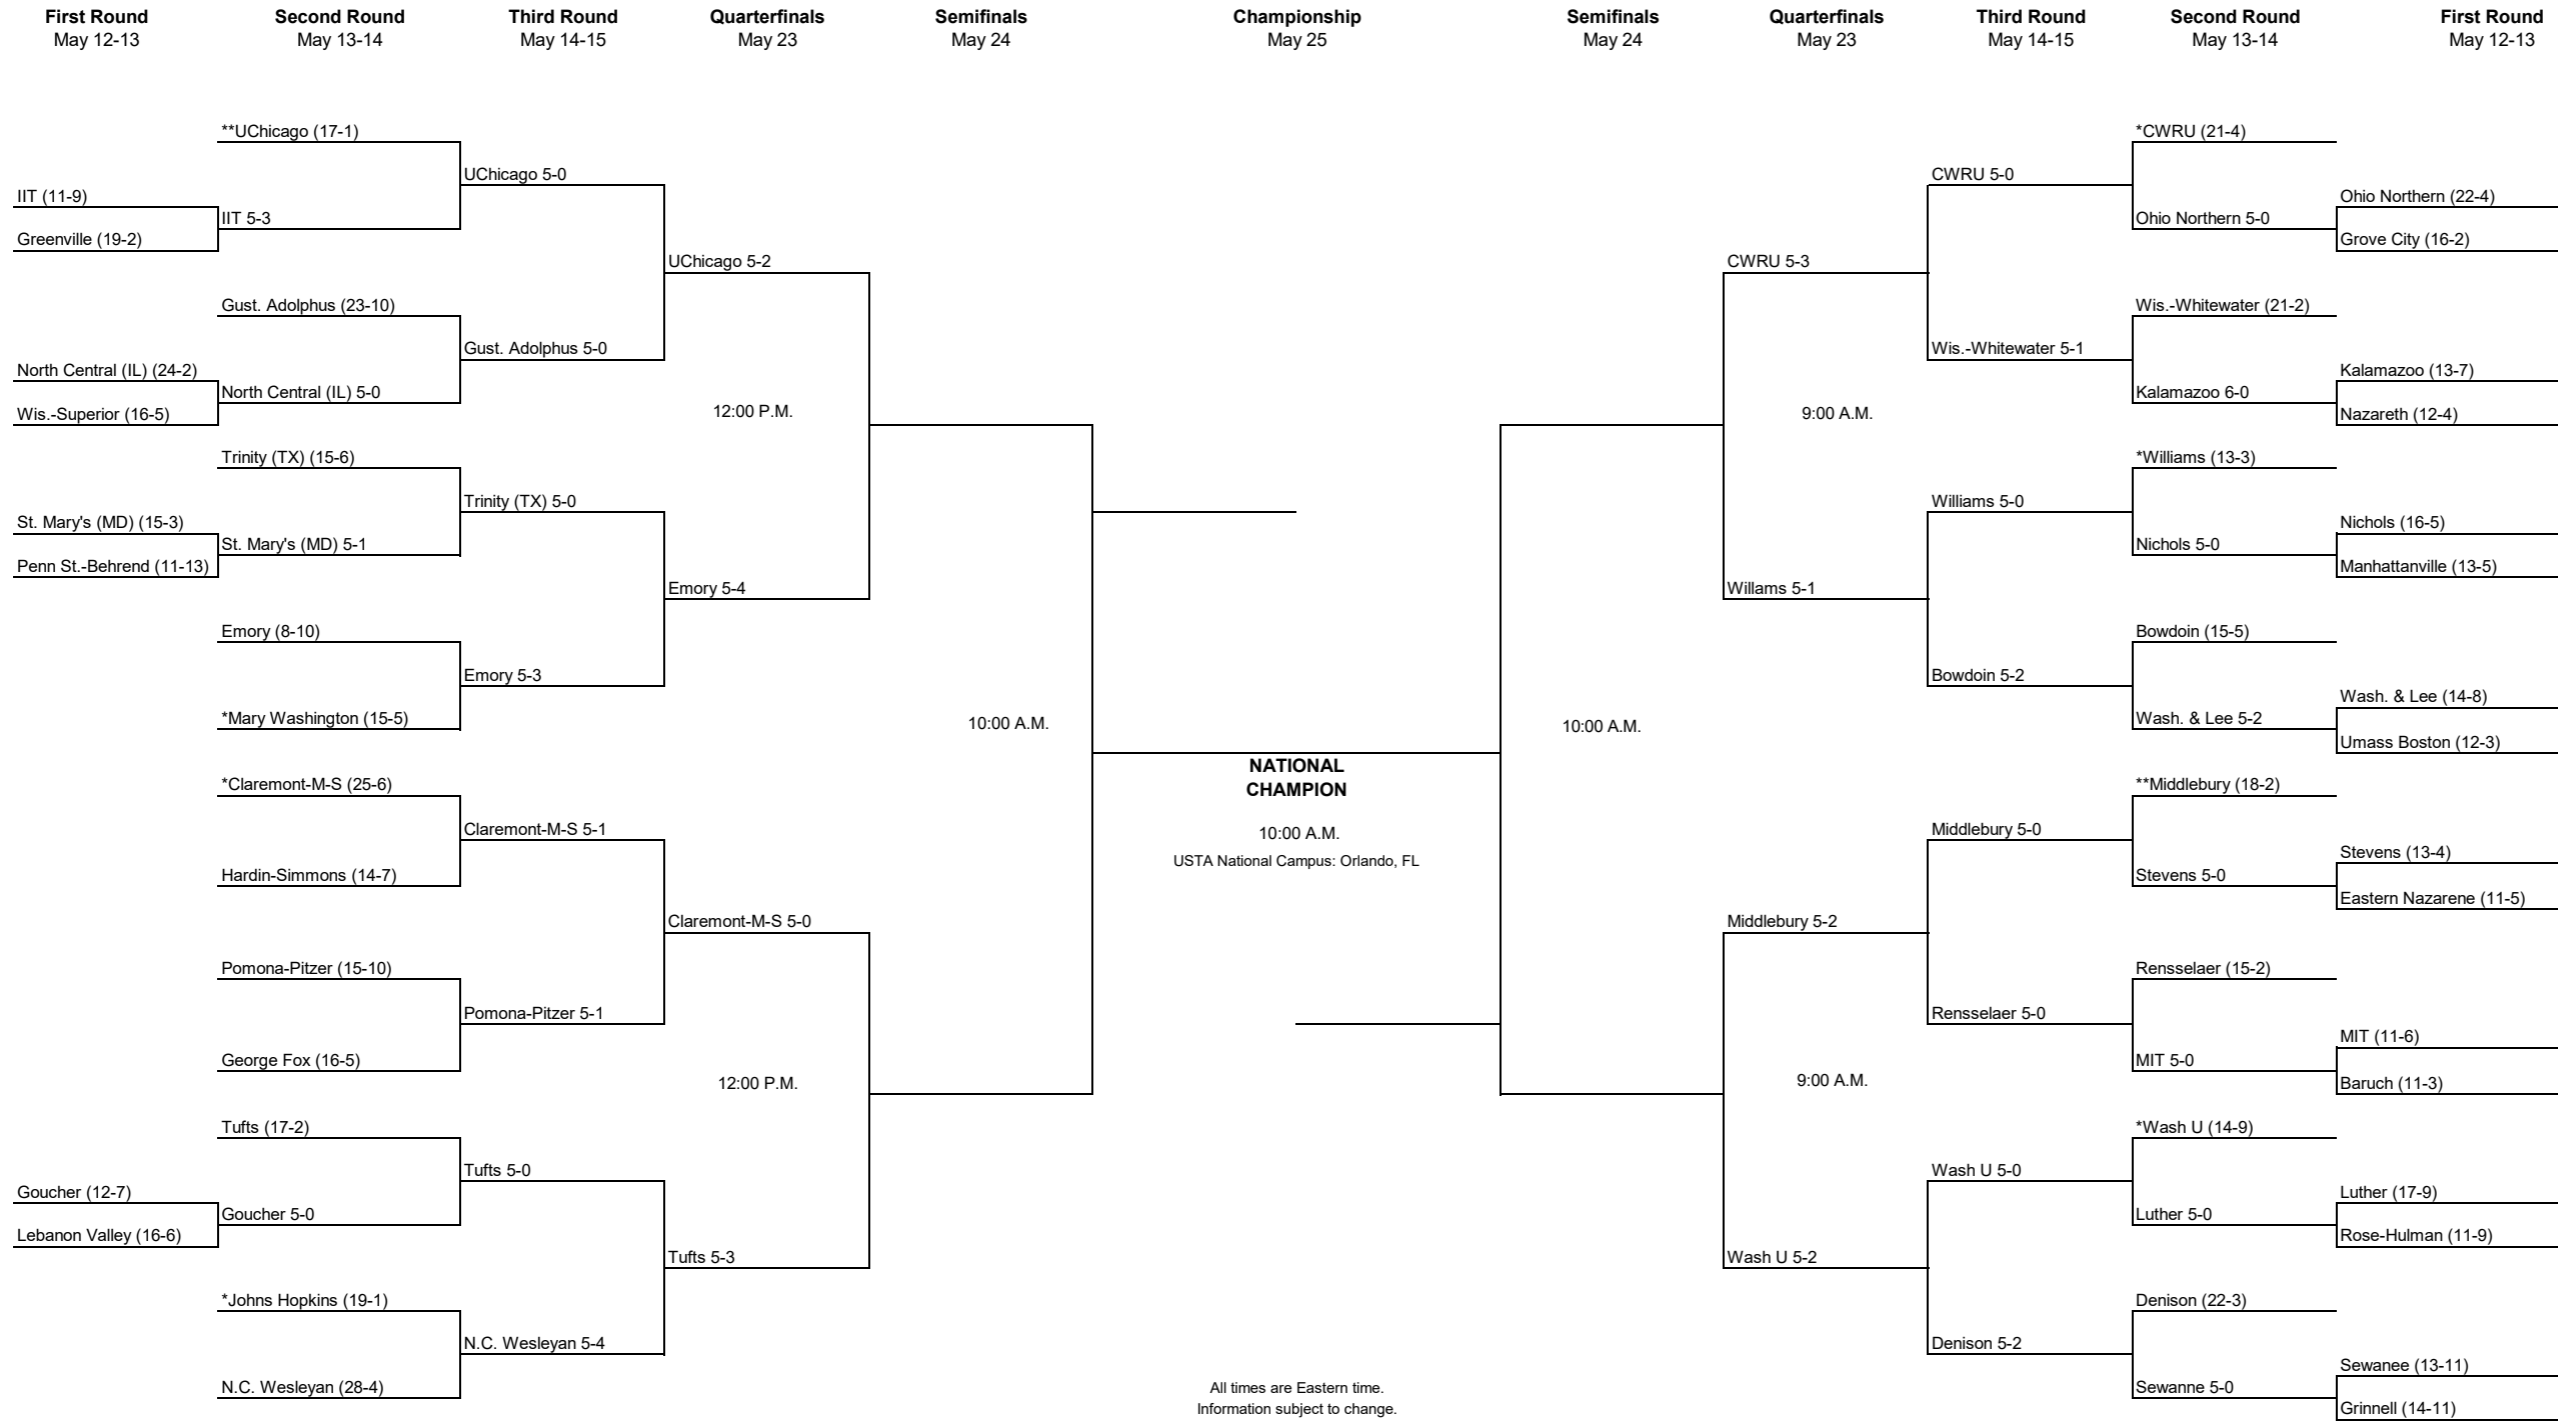 First Round
May 12-13
Second Round
May 13-14
Third Round
May 14-15
Quarterfinals
May 23
Semifinals
May 24
Championship
May 25
Semifinals
May 24
Quarterfinals
May 23
Third Round
May 14-15
Second Round
May 13-14
First Round
May 12-13
IIT (11-9)
Greenville (19-2)
North Central (IL) (24-2)
Wis.-Superior (16-5)
St. Mary's (MD) (15-3)
Penn St.-Behrend (11-13)
Goucher (12-7)
Lebanon Valley (16-6)
**UChicago (17-1)
IIT 5-3
Gust. Adolphus (23-10)
North Central (IL) 5-0
Trinity (TX) (15-6)
St. Mary's (MD) 5-1
Emory (8-10)
*Mary Washington (15-5)
*Claremont-M-S (25-6)
Hardin-Simmons (14-7)
Pomona-Pitzer (15-10)
George Fox (16-5)
Tufts (17-2)
Goucher 5-0
*Johns Hopkins (19-1)
N.C. Wesleyan (28-4)
UChicago 5-0
Gust. Adolphus 5-0
Trinity (TX) 5-0
Emory 5-3
Claremont-M-S 5-1
Pomona-Pitzer 5-1
Tufts 5-0
N.C. Wesleyan 5-4
UChicago 5-2
12:00 P.M.
Emory 5-4
Claremont-M-S 5-0
12:00 P.M.
Tufts 5-3
10:00 A.M.
NATIONAL
CHAMPION
10:00 A.M.
USTA National Campus: Orlando, FL
All times are Eastern time.
Information subject to change.
10:00 A.M.
CWRU 5-3
9:00 A.M.
Willams 5-1
Middlebury 5-2
9:00 A.M.
Wash U 5-2
CWRU 5-0
Wis.-Whitewater 5-1
Williams 5-0
Bowdoin 5-2
Middlebury 5-0
Rensselaer 5-0
Wash U 5-0
Denison 5-2
*CWRU (21-4)
Ohio Northern 5-0
Wis.-Whitewater (21-2)
Kalamazoo 6-0
*Williams (13-3)
Nichols 5-0
Bowdoin (15-5)
Wash. & Lee 5-2
**Middlebury (18-2)
Stevens 5-0
Rensselaer (15-2)
MIT 5-0
*Wash U (14-9)
Luther 5-0
Denison (22-3)
Sewanne 5-0
Ohio Northern (22-4)
Grove City (16-2)
Kalamazoo (13-7)
Nazareth (12-4)
Nichols (16-5)
Manhattanville (13-5)
Wash. & Lee (14-8)
Umass Boston (12-3)
Stevens (13-4)
Eastern Nazarene (11-5)
MIT (11-6)
Baruch (11-3)
Luther (17-9)
Rose-Hulman (11-9)
Sewanee (13-11)
Grinnell (14-11)